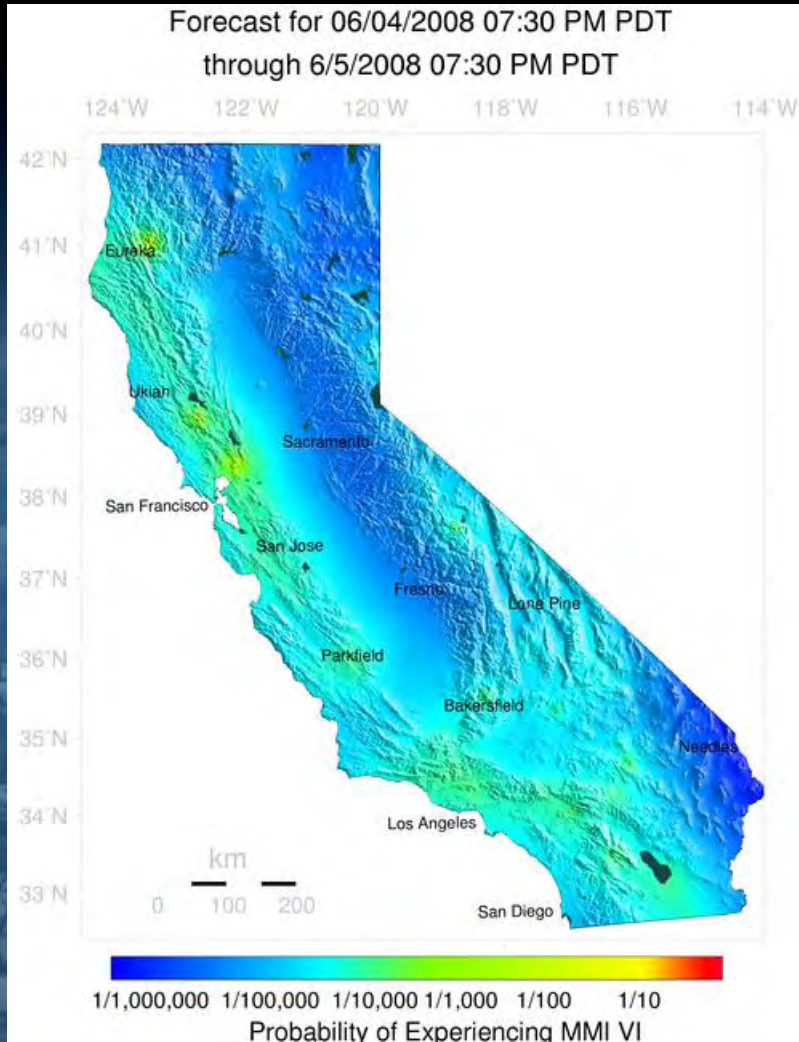 Forecast for 06/04/2008 07:30 PM PDT
through 6/5/2008 07:30 PM PDT
124°W 122°W 120°W 118°W 116°W 114°W
42°N
41°N
Eureka
40°N
Ukiah
39°N
Sacramento
38°N
San Francisco
San Jose
37°N
Fresno
Lone Pine
36°N
Parkfield
Bakersfield
35°N
Needles
34°N
Los Angeles
km
33°N
0 100 200
San Diego
1/1,000,000 1/100,000 1/10,000 1/1,000 1/100 1/10
Probability of Experiencing MMI VI